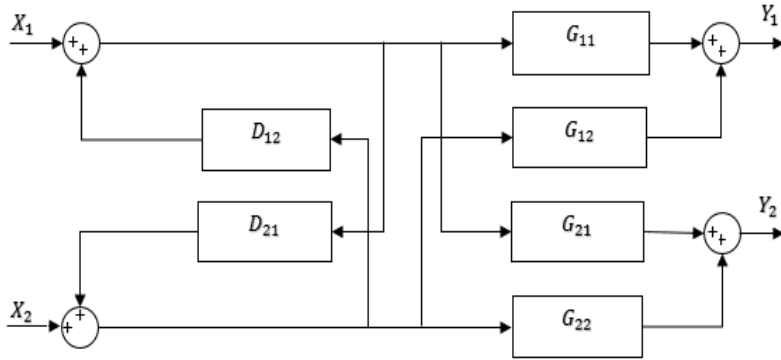 X₁
+
+
G₁₁
+
+
Y₁
D₁₂
G₁₂
D₂₁
G₂₁
+
+
Y₂
X₂
+
+
G₂₂